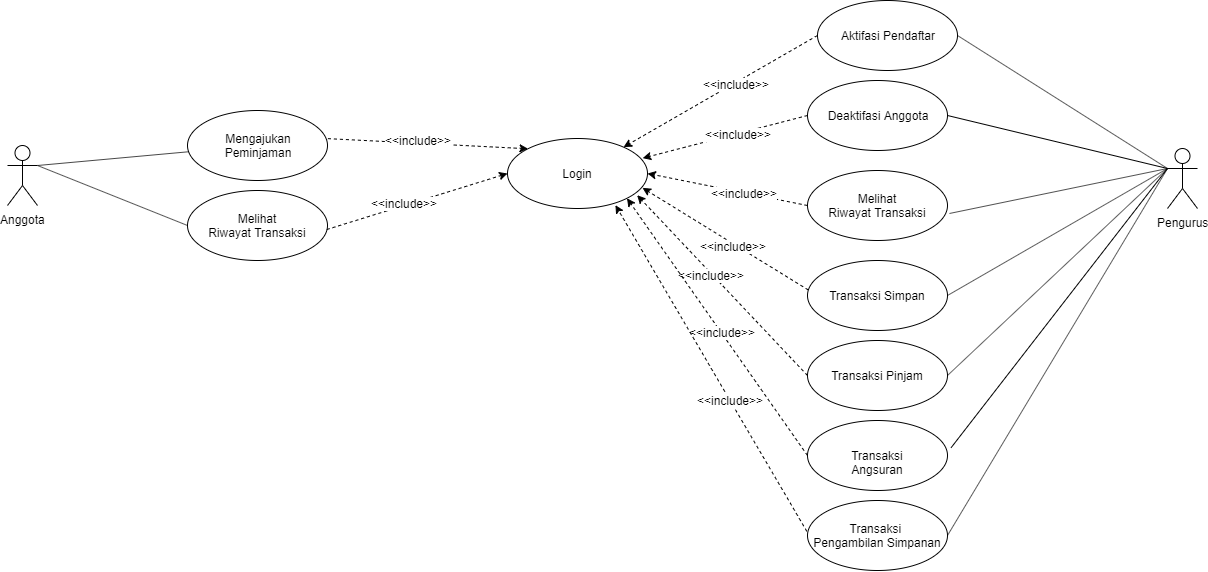 Aktifasi Pendaftar
<<include>>
Deaktifasi Anggota
<<include>>
Mengajukan
Peminjaman
<<include>>
Anggota
Login
Melihat
Riwayat Transaksi
<<include>>
Melihat
Riwayat Transaksi
<<include>>
Pengurus
<<include>>
Transaksi Simpan
<<include>>
Transaksi Pinjam
<<include>>
Transaksi
Angsuran
<<include>>
Transaksi
Pengambilan Simpanan